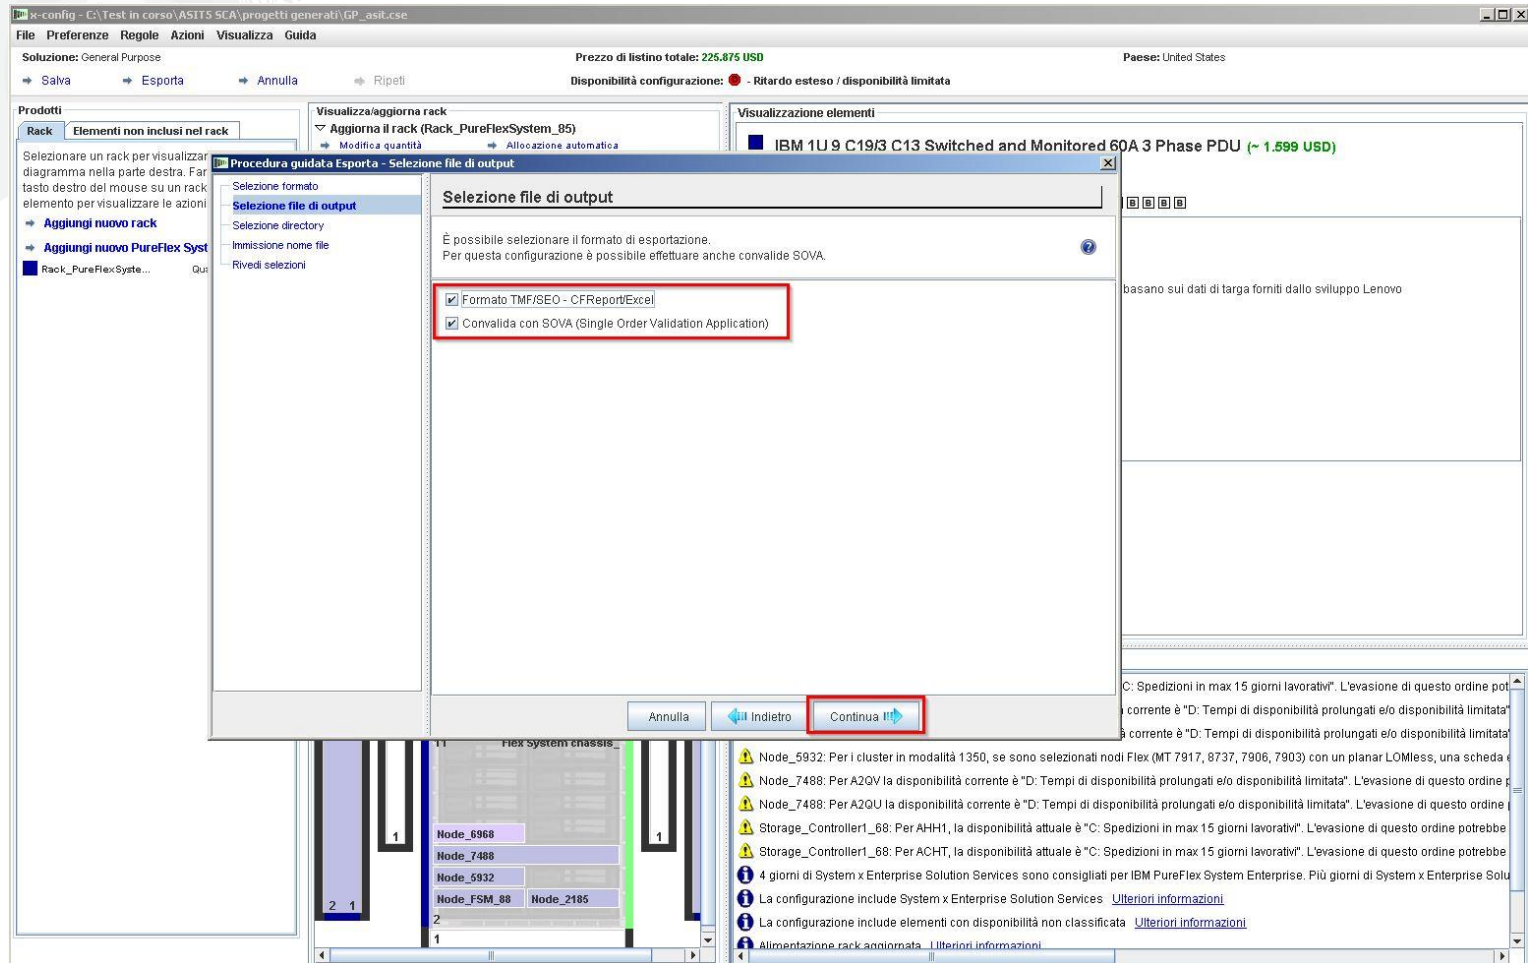 x-config - C:\Test in corso\ASITS SCA\progetti generati\GP_asit.cse
File Preferenze Regole Azioni Visualizza Guida
Soluzione: General Purpose
Prezzo di listino totale: 225.875 USD
Paese: United States
Salva
Esporta
Annulla
Ripeti
Disponibilità configurazione: - Ritardo esteso / disponibilità limitata
Prodotti
Rack
Elementi non inclusi nel rack
Selezionare un rack per visualizzar
diagramma nella parte destra. Far
tasto destro del mouse su un rack
elemento per visualizzare le azioni
Aggiungi nuovo rack
Aggiungi nuovo PureFlex Syst
Rack_PureFlexSyste...
Visualizza/aggiorna rack
Aggiorna il rack (Rack_PureFlexSystem_85)
Modifica quantità
Allocazione automatica
Visualizzazione elementi
IBM 1U 9 C19/3 C13 Switched and Monitored 60A 3 Phase PDU (~ 1.599 USD)
B B B B
basano sui dati di targa forniti dallo sviluppo Lenovo
Procedura guidata Esporta - Selezione file di output
Selezione formato
Selezione file di output
Selezione directory
Immissione nome file
Rivedi selezioni
Selezione file di output
È possibile selezionare il formato di esportazione.
Per questa configurazione è possibile effettuare anche convalide SOVA.
Formato TMF/SEO - CFReport/Excel
Convalida con SOVA (Single Order Validation Application)
Annulla
Indietro
Continua
11
Flex System chassis_
1
Node_6968
1
Node_7488
Node_5932
Node_FSM_88
Node_2185
2 1
2
1
C: Spedizioni in max 15 giorni lavorativi". L'evasione di questo ordine pot
corrente è "D: Tempi di disponibilità prolungati e/o disponibilità limitata"
à corrente è "D: Tempi di disponibilità prolungati e/o disponibilità limitata"
Node_5932: Per i cluster in modalità 1350, se sono selezionati nodi Flex (MT 7917, 8737, 7906, 7903) con un planar LOMless, una scheda
Node_7488: Per A2QV la disponibilità corrente è "D: Tempi di disponibilità prolungati e/o disponibilità limitata". L'evasione di questo ordine
Node_7488: Per A2QU la disponibilità corrente è "D: Tempi di disponibilità prolungati e/o disponibilità limitata". L'evasione di questo ordine
Storage_Controller1_68: Per AHH1, la disponibilità attuale è "C: Spedizioni in max 15 giorni lavorativi". L'evasione di questo ordine potrebbe
Storage_Controller1_68: Per ACHT, la disponibilità attuale è "C: Spedizioni in max 15 giorni lavorativi". L'evasione di questo ordine potrebbe
4 giorni di System x Enterprise Solution Services sono consigliati per IBM PureFlex System Enterprise. Più giorni di System x Enterprise Solu
La configurazione include System x Enterprise Solution Services Ulteriori informazioni
La configurazione include elementi con disponibilità non classificata Ulteriori informazioni
Alimentazione rack aggiornata Ulteriori informazioni